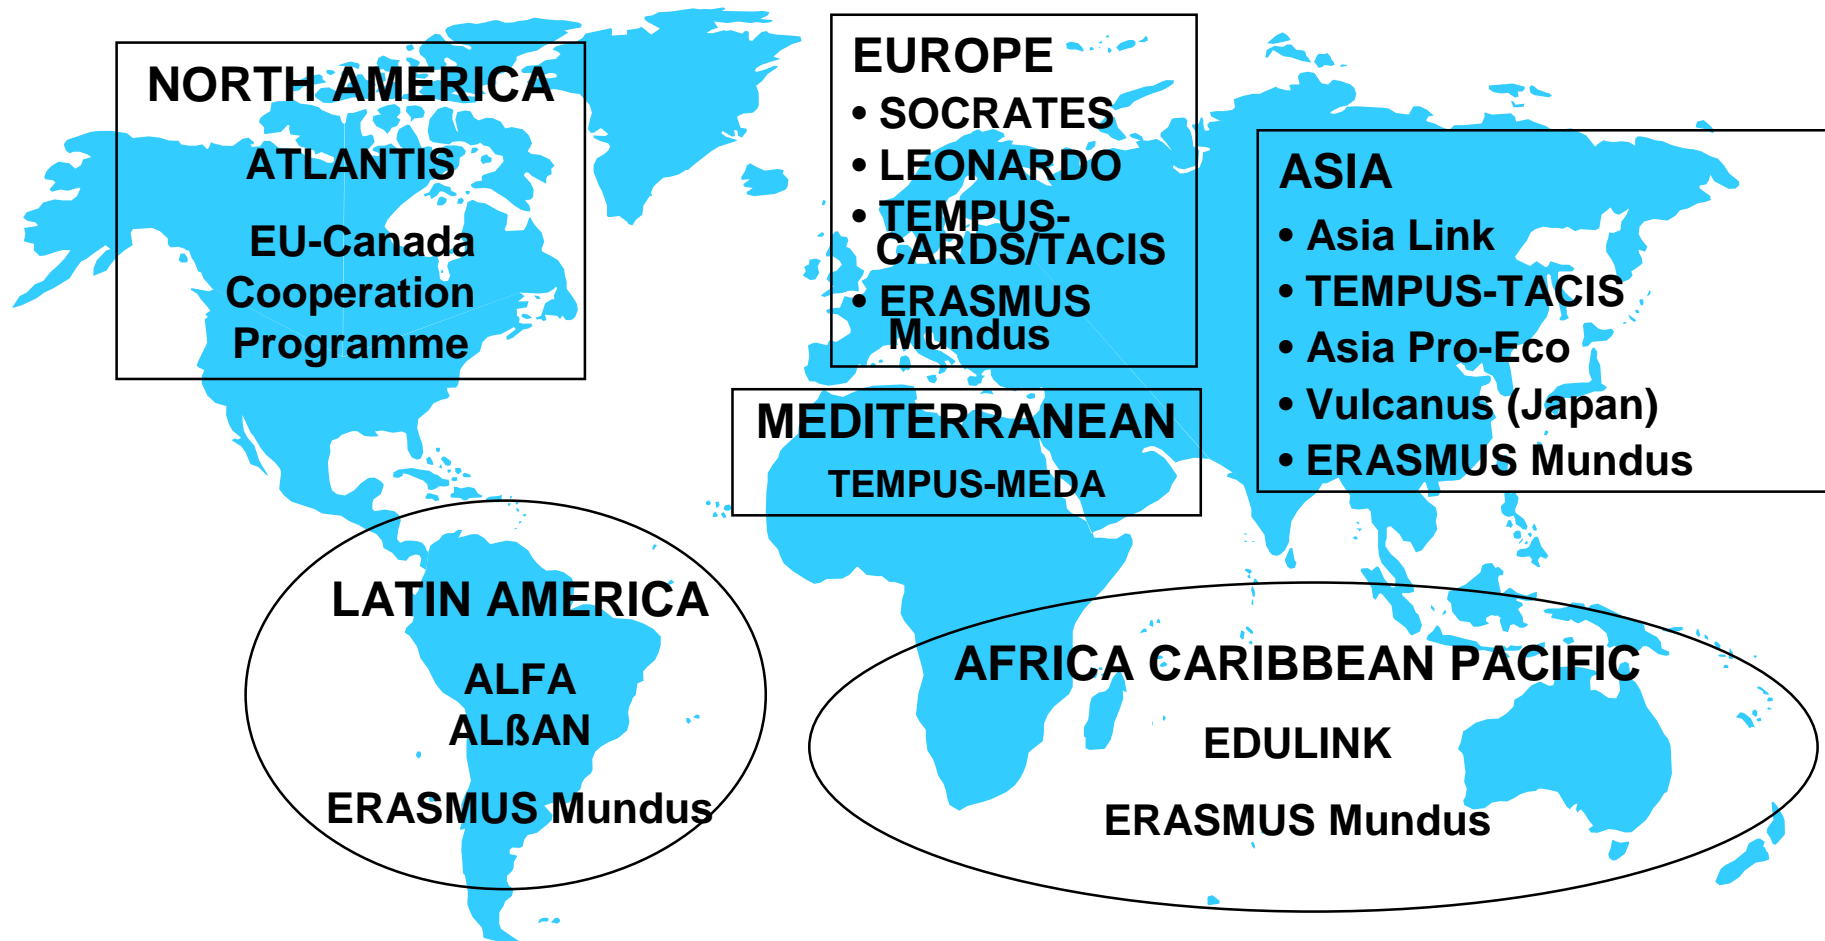 NORTH AMERICA
ATLANTIS
EU-Canada
Cooperation
Programme
EUROPE
• SOCRATES
• LEONARDO
• TEMPUS-
CARDS/TACIS
• ERASMUS
Mundus
ASIA
• Asia Link
• TEMPUS-TACIS
• Asia Pro-Eco
• Vulcanus (Japan)
• ERASMUS Mundus
MEDITERRANEAN
TEMPUS-MEDA
LATIN AMERICA
ALFA
ALßAN
ERASMUS Mundus
AFRICA CARIBBEAN PACIFIC
EDULINK
ERASMUS Mundus